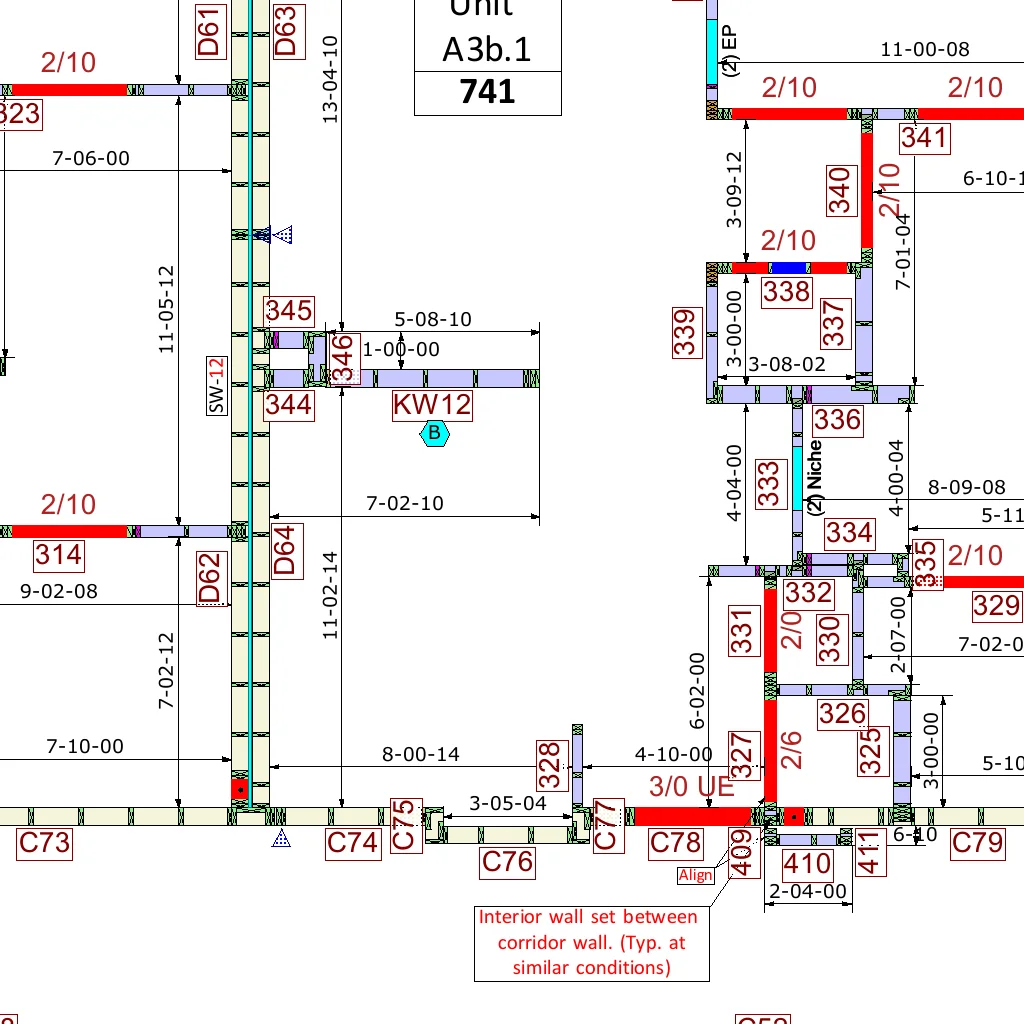 Unit
A3b.1
741
D61
D63
13-04-10
(2) EP
11-00-08
2/10
2/10
2/10
323
341
7-06-00
3-09-12
340
2/10
6-10-1
7-01-04
2/10
338
11-05-12
345
5-08-10
346
1-00-00
339
3-00-00
337
3-08-02
SW-12
344
KW12
B
336
333
(2) Niche
4-04-00
4-00-04
8-09-08
5-11
7-02-10
2/10
314
D62
D64
334
335
2/10
9-02-08
11-02-14
332
329
331
2/0
330
2-07-00
7-02-0
7-02-12
6-02-00
326
7-10-00
8-00-14
328
4-10-00
327
2/6
325
3-00-00
5-10
3/0 UE
3-05-04
C73
C74
C75
C76
C77
C78
409
410
411
6-10
C79
Align
2-04-00
Interior wall set between
corridor wall. (Typ. at
similar conditions)